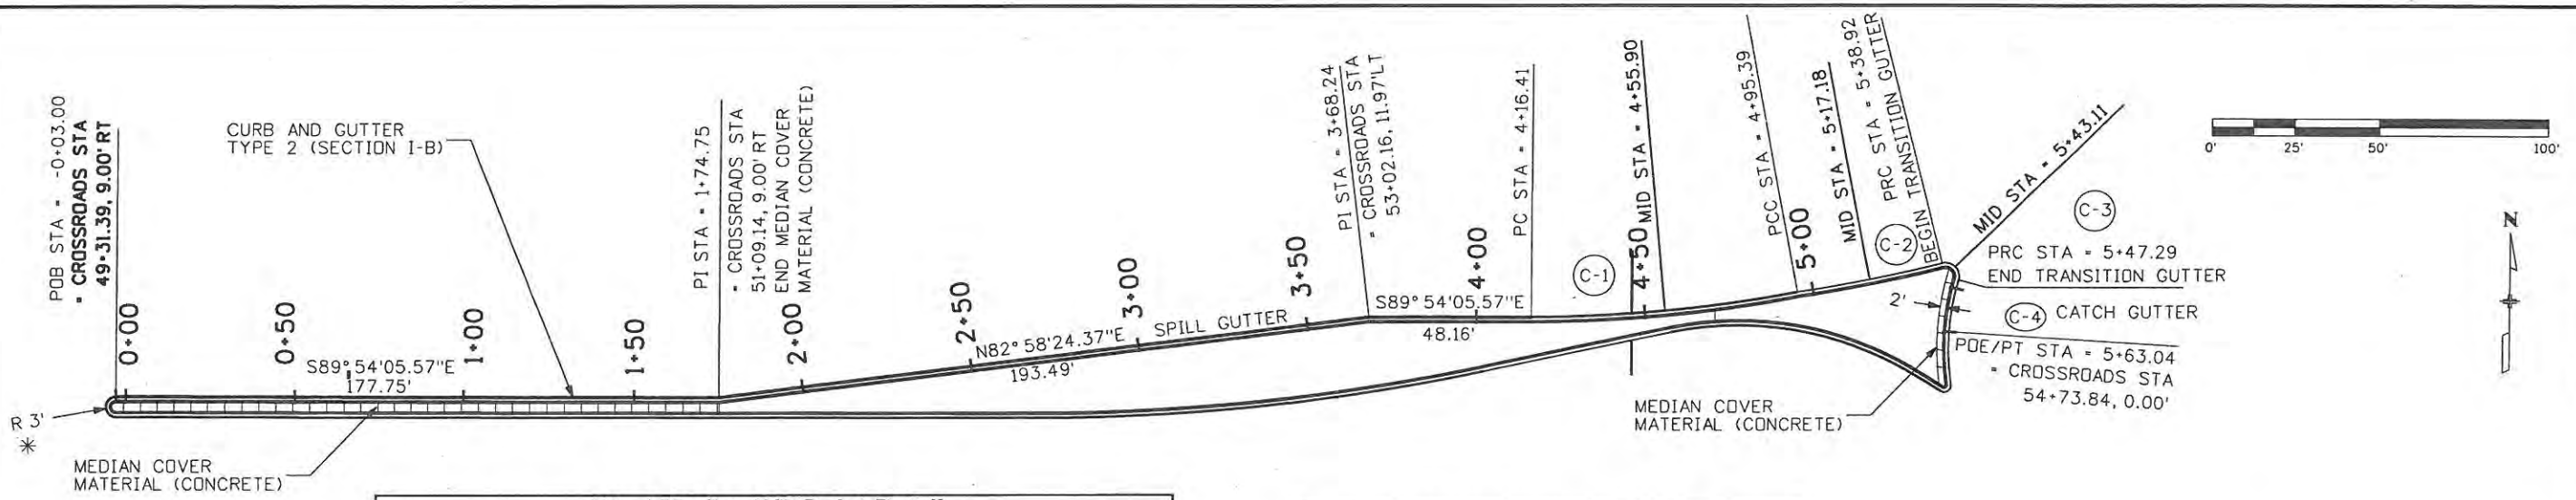 POB STA = -0+03.00
= CROSSROADS STA
49+31.39, 9.00' RT
CURB AND GUTTER
TYPE 2 (SECTION I-B)
PI STA = 1+74.75
= CROSSROADS STA
51+09.14, 9.00' RT
END MEDIAN COVER
MATERIAL (CONCRETE)
PI STA = 3+68.24
= CROSSROADS STA
53+02.16, 11.97' LT
PC STA = 4+16.41
MID STA = 4+55.90
PCC STA = 4+95.39
MID STA = 5+17.18
PRC STA = 5+38.92
BEGIN TRANSITION GUTTER
MID STA = 5+43.11
0' 25' 50' 100'
N
C-1
C-2
C-3
PRC STA = 5+47.29
END TRANSITION GUTTER
2'
C-4 CATCH GUTTER
POE/PT STA = 5+63.04
= CROSSROADS STA
54+73.84, 0.00'
0+00
0+50
1+00
1+50
2+00
2+50
3+00
3+50
4+00
4+50
5+00
S89°54'05.57"E
177.75'
N82°58'24.37"E
193.49'
SPILL GUTTER
S89°54'05.57"E
48.16'
R 3'
*
MEDIAN COVER
MATERIAL (CONCRETE)
MEDIAN COVER
MATERIAL (CONCRETE)